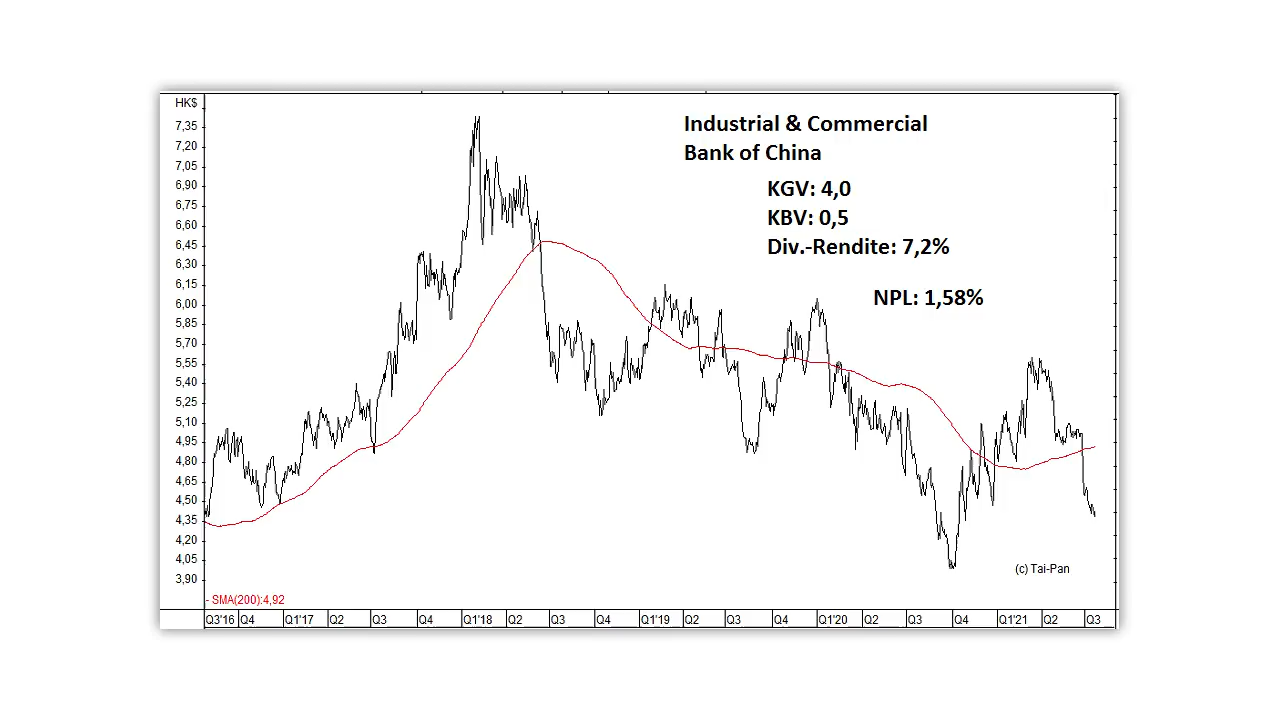 HK$
7,35
7,20
7,05
6,90
6,75
6,60
6,45
6,30
6,15
6,00
5,85
5,70
5,55
5,40
5,25
5,10
4,95
4,80
4,65
4,50
4,35
4,20
4,05
3,90
Industrial & Commercial
Bank of China
KGV: 4,0
KBV: 0,5
Div.-Rendite: 7,2%
NPL: 1,58%
(c) Tai-Pan
- SMA(200):4,92
Q3'16 Q4 Q1'17 Q2 Q3 Q4 Q1'18 Q2 Q3 Q4 Q1'19 Q2 Q3 Q4 Q1'20 Q2 Q3 Q4 Q1'21 Q2 Q3